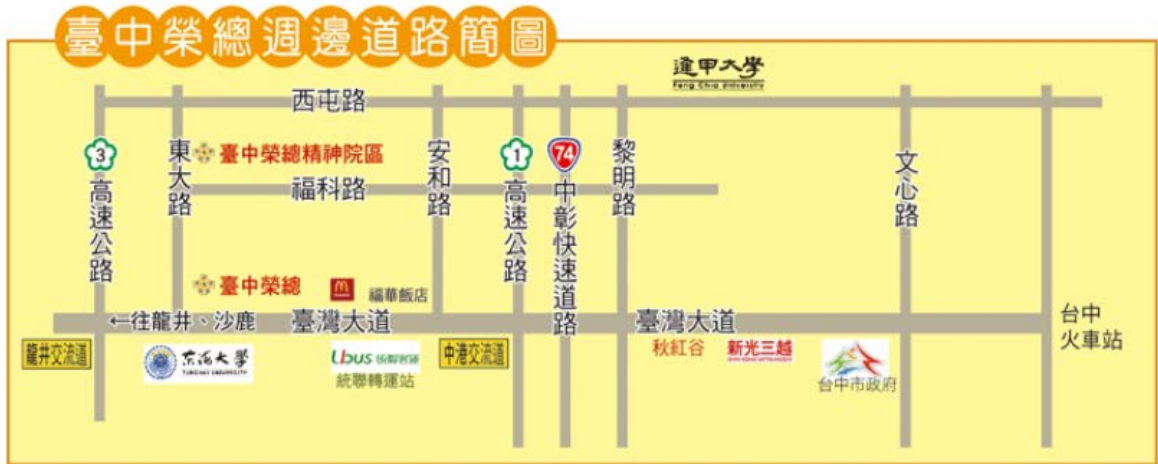 臺中榮總週邊道路簡圖
逢甲大學
Feng Chia University
西屯路
3
高速公路
東大路
臺中榮總精神院區
福科路
安和路
1
高速公路
74
中彰快速道路
黎明路
文心路
臺中榮總
福華飯店
←往龍井、沙鹿
臺灣大道
臺灣大道
台中
火車站
龍井交流道
東海大學
TUNGHAI UNIVERSITY
Ubus 統聯客運
統聯轉運站
中港交流道
秋紅谷
新光三越
SHIN KONG MITSUKOSHI
台中市政府